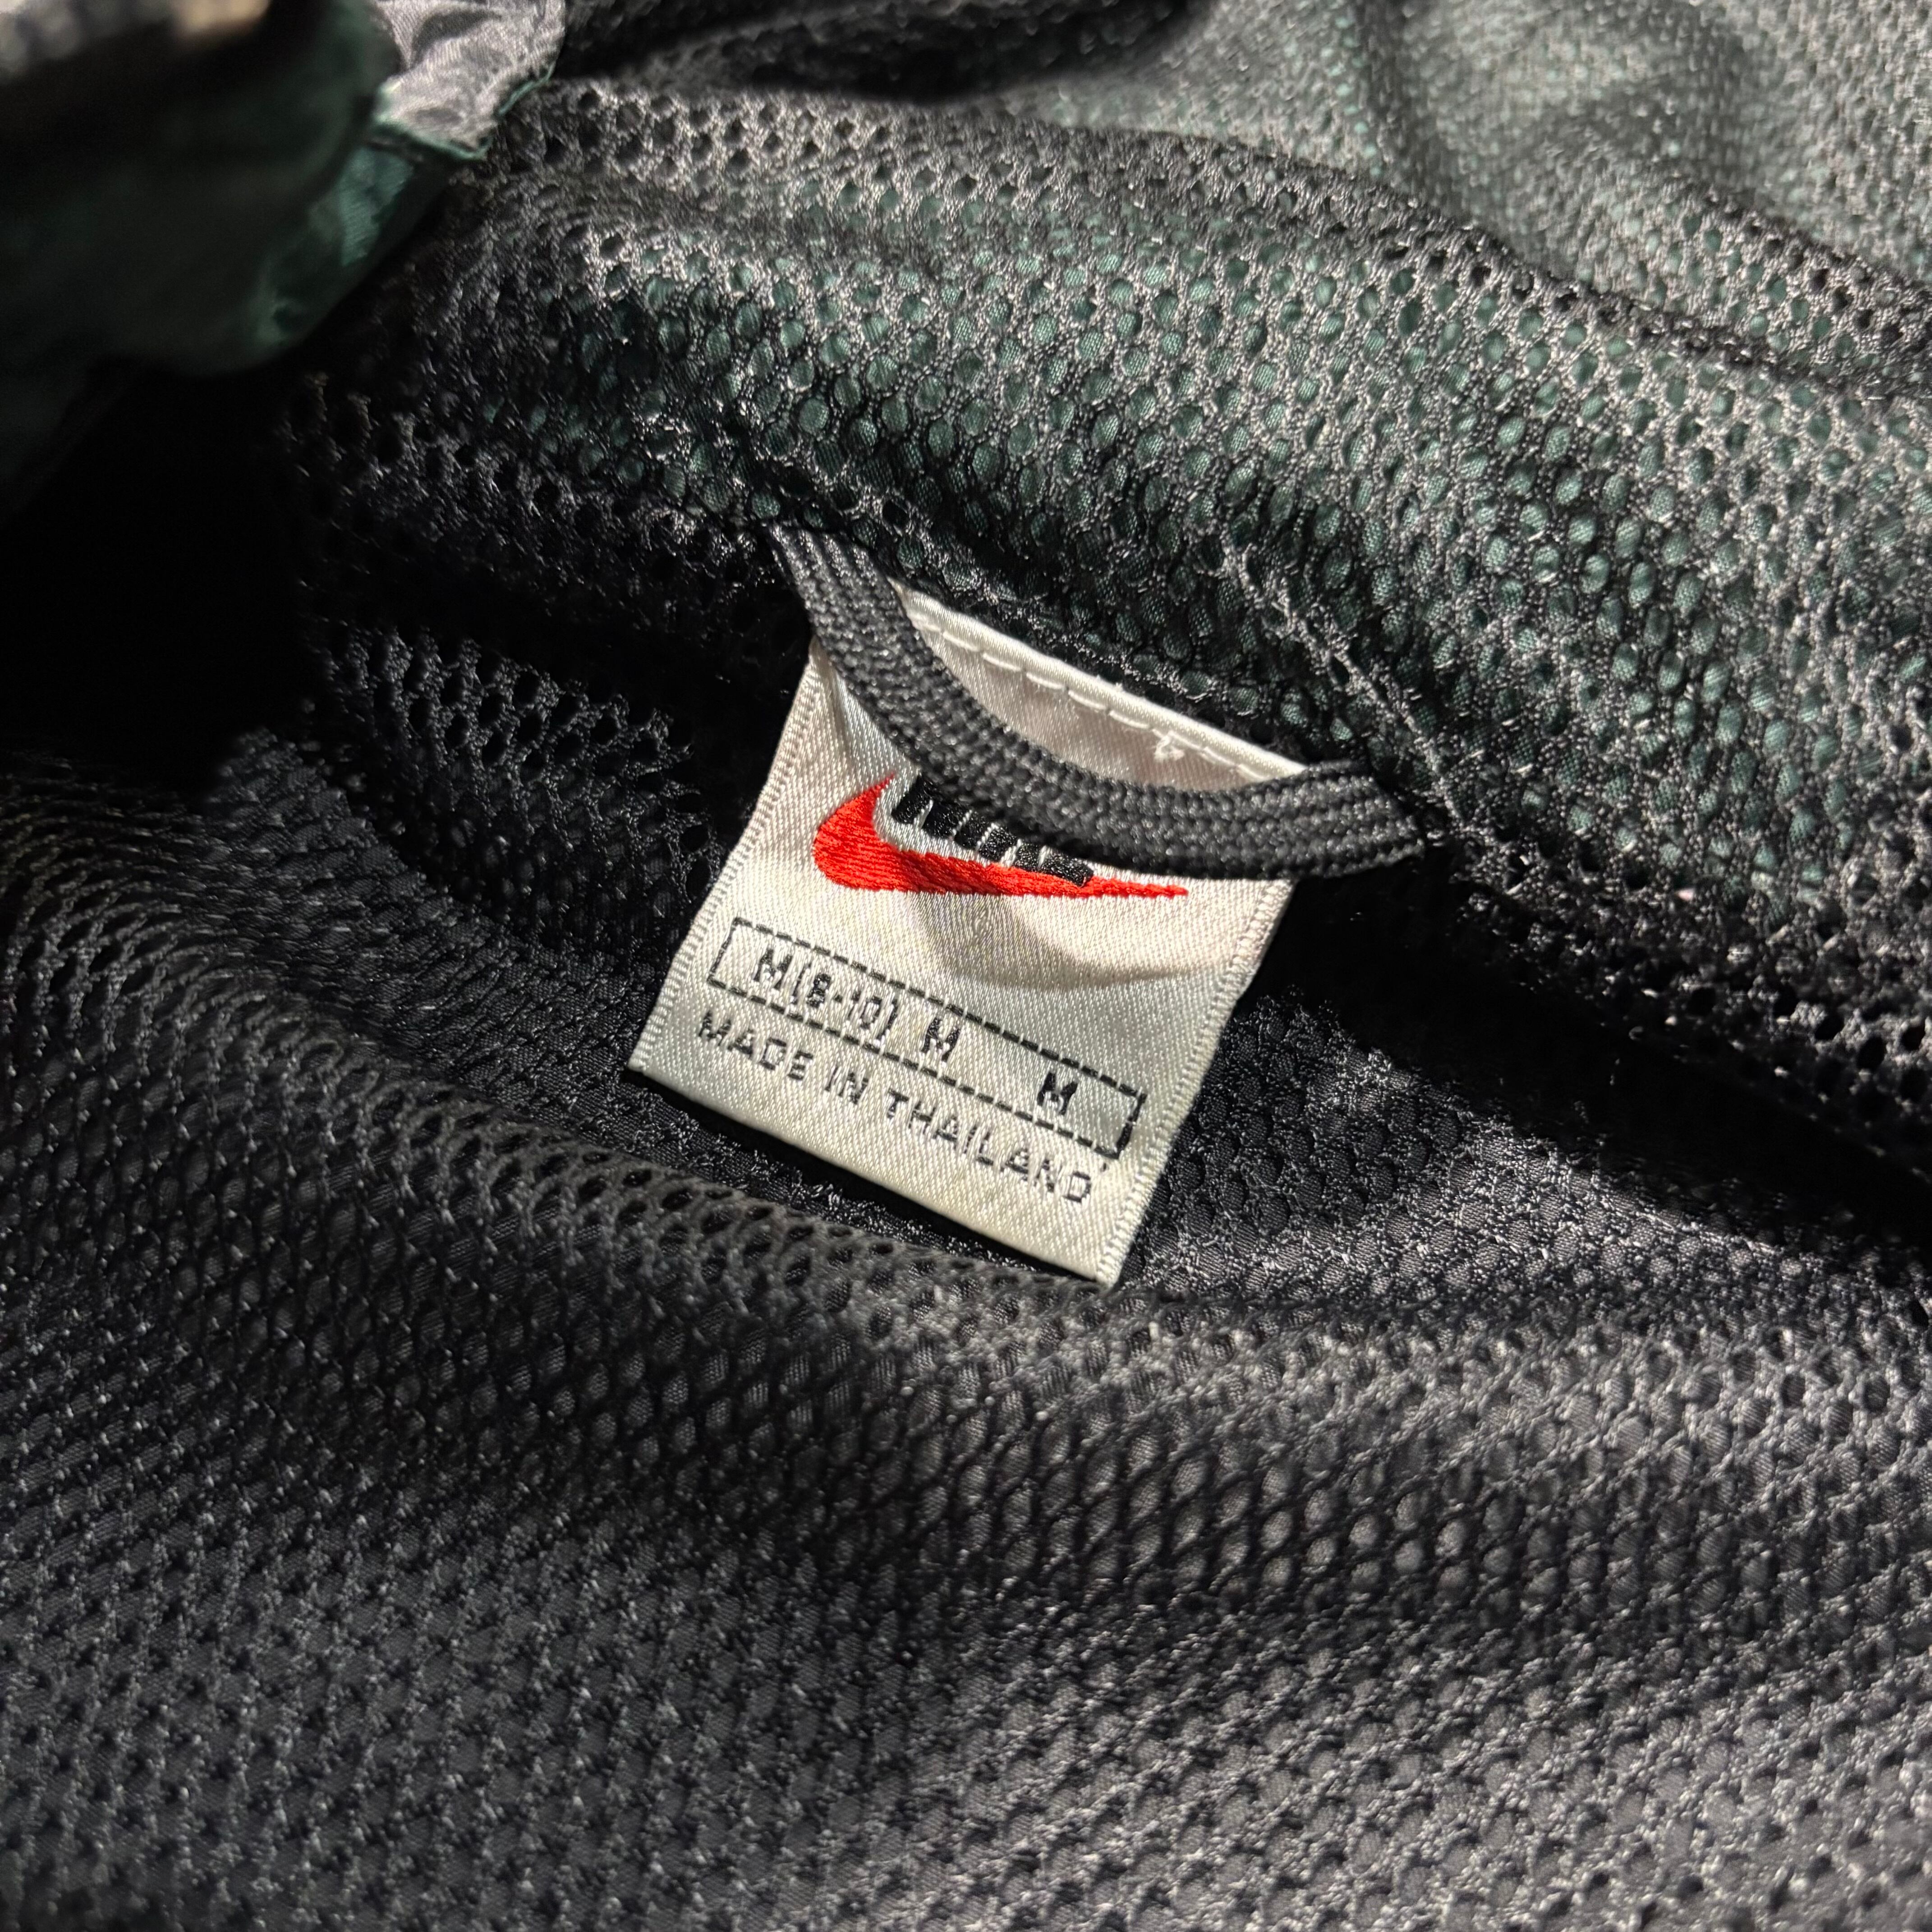 NIKE
M(8-10) M M
MADE IN THAILAND